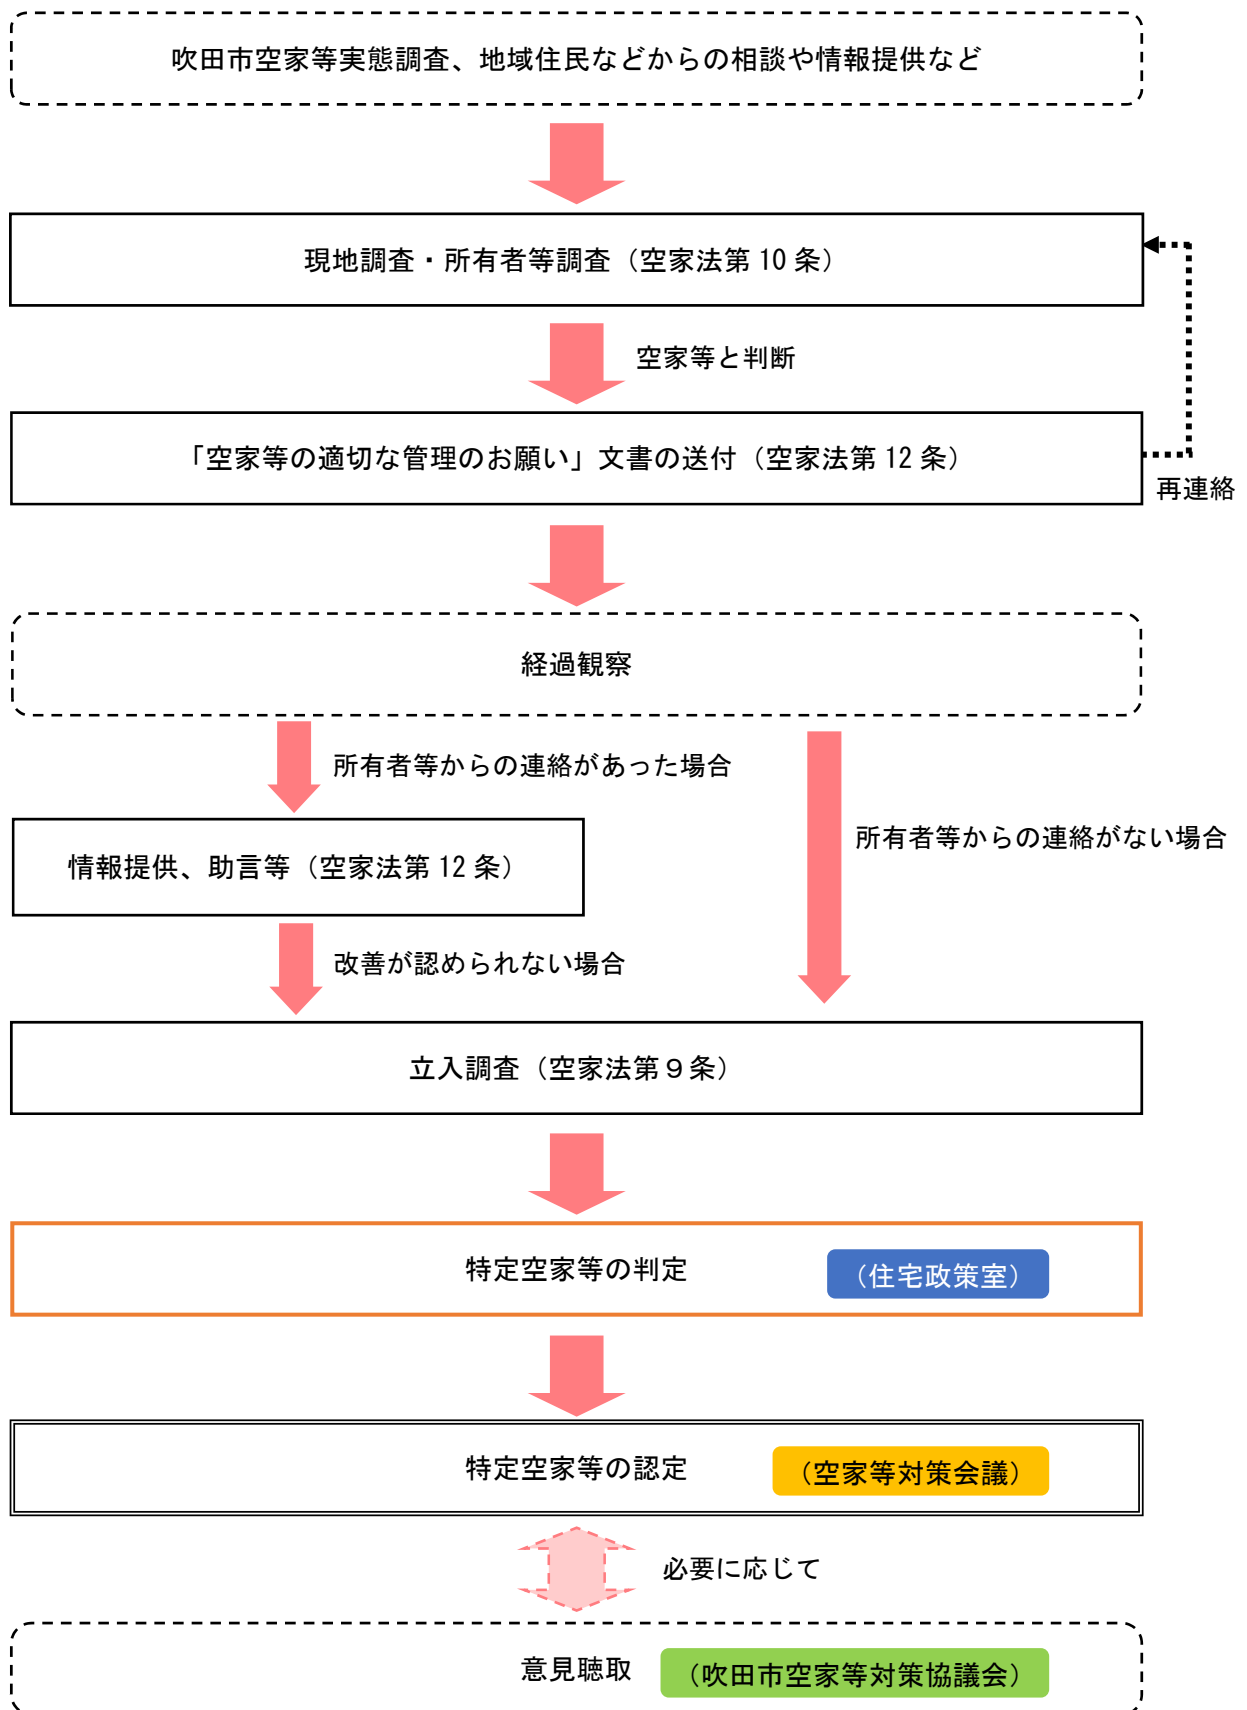 吹田市空家等実態調査、地域住民などからの相談や情報提供など
現地調査・所有者等調査（空家法第 10 条）
空家等と判断
「空家等の適切な管理のお願い」文書の送付（空家法第 12 条）
再連絡
経過観察
所有者等からの連絡があった場合
所有者等からの連絡がない場合
情報提供、助言等（空家法第 12 条）
改善が認められない場合
立入調査（空家法第９条）
特定空家等の判定
（住宅政策室）
特定空家等の認定
（空家等対策会議）
必要に応じて
意見聴取
（吹田市空家等対策協議会）